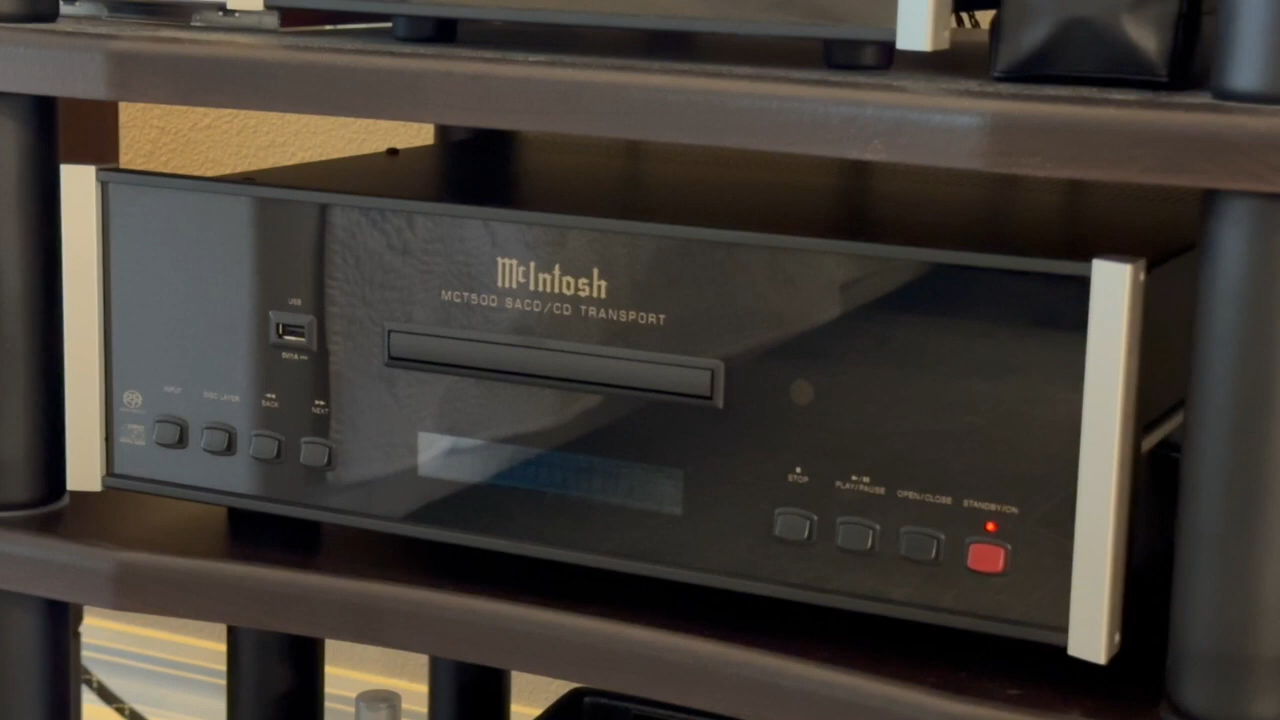 McIntosh
MCT500 SACD/CD TRANSPORT
USB
INPUT
DISC LAYER
BACK
NEXT
STOP
PLAY/PAUSE
OPEN/CLOSE
STANDBY/ON